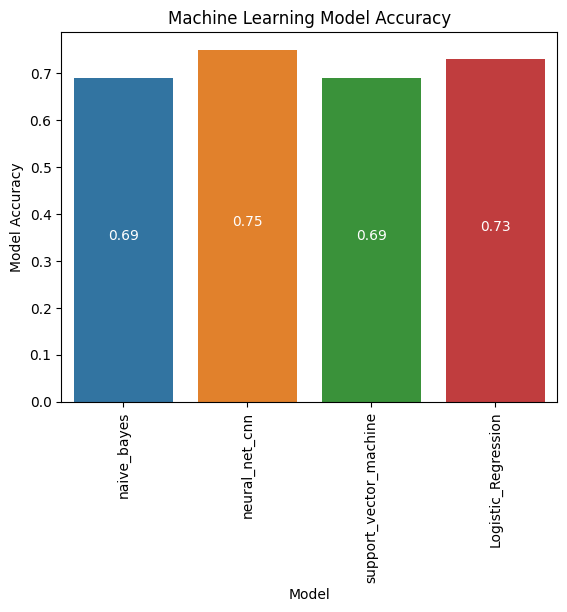 Machine Learning Model Accuracy
Model Accuracy
0.7
0.6
0.5
0.4
0.3
0.2
0.1
0.0
0.69
0.75
0.69
0.73
naive_bayes
neural_net_cnn
support_vector_machine
Logistic_Regression
Model